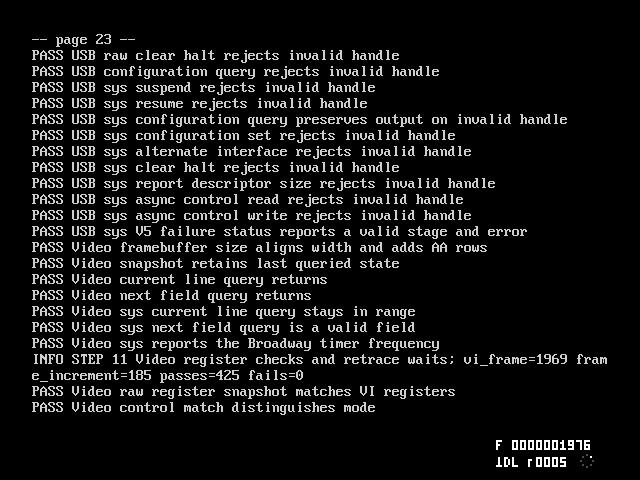 -- page 23 --
PASS USB raw clear halt rejects invalid handle
PASS USB configuration query rejects invalid handle
PASS USB sys suspend rejects invalid handle
PASS USB sys resume rejects invalid handle
PASS USB sys configuration query preserves output on invalid handle
PASS USB sys configuration set rejects invalid handle
PASS USB sys alternate interface rejects invalid handle
PASS USB sys clear halt rejects invalid handle
PASS USB sys report descriptor size rejects invalid handle
PASS USB sys async control read rejects invalid handle
PASS USB sys async control write rejects invalid handle
PASS USB sys V5 failure status reports a valid stage and error
PASS Video framebuffer size aligns width and adds AA rows
PASS Video snapshot retains last queried state
PASS Video current line query returns
PASS Video next field query returns
PASS Video sys current line query stays in range
PASS Video sys next field query is a valid field
PASS Video sys reports the Broadway timer frequency
INFO STEP 11 Video register checks and retrace waits; vi_frame=1969 fram
e_increment=185 passes=425 fails=0
PASS Video raw register snapshot matches VI registers
PASS Video control match distinguishes mode
F 0000001976
IDL r0005